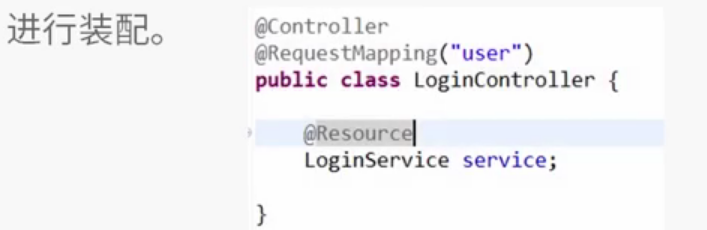 进行装配。
@Controller
@RequestMapping("user")
public class LoginController {
@Resource
LoginService service;
}